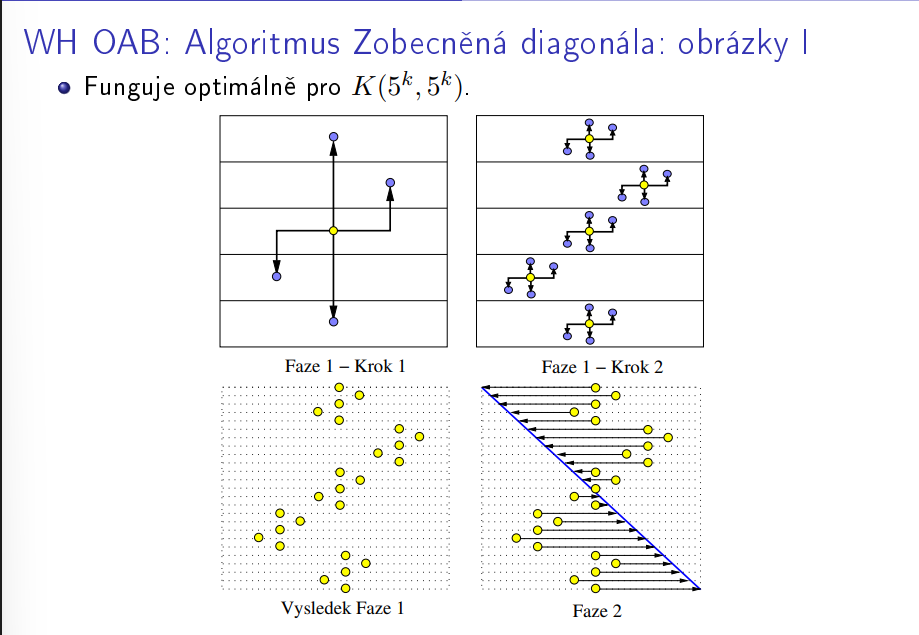 WH OAB: Algoritmus Zobecněná diagonála: obrázky I
Funguje optimálně pro K(5^k, 5^k).
Faze 1 – Krok 1
Faze 1 – Krok 2
Vysledek Faze 1
Faze 2